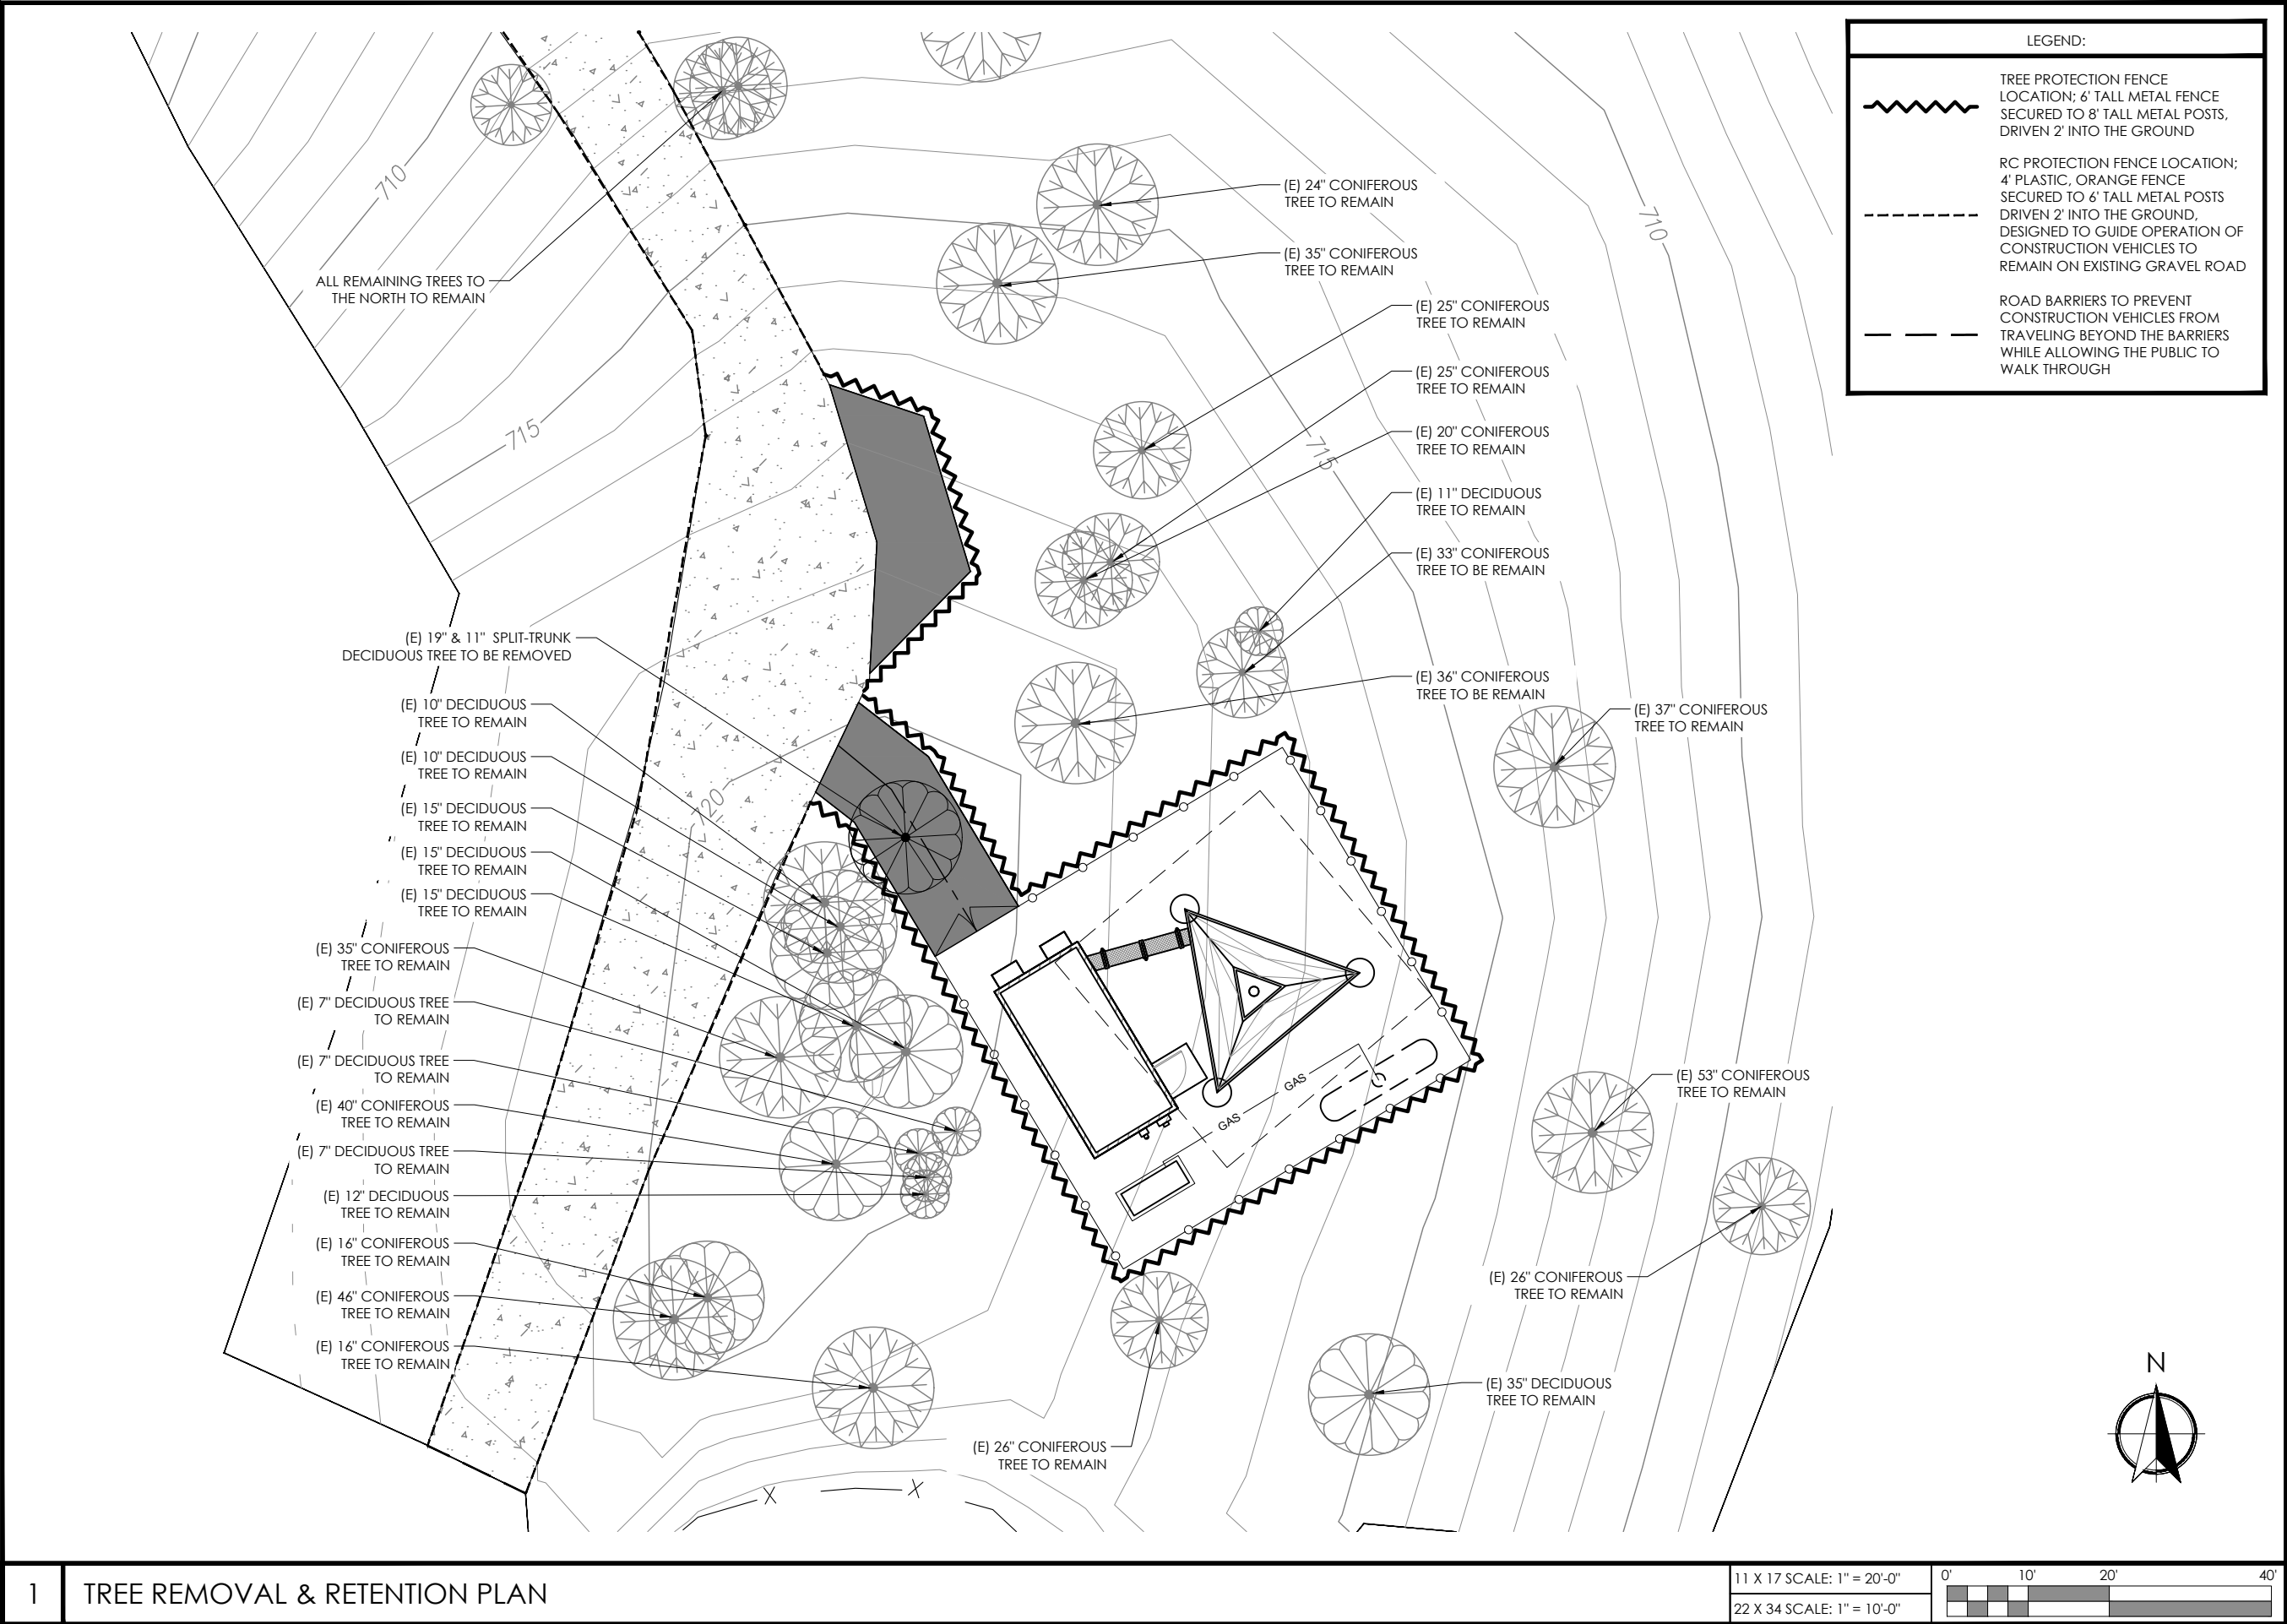 LEGEND:
TREE PROTECTION FENCE
LOCATION; 6' TALL METAL FENCE
SECURED TO 8' TALL METAL POSTS,
DRIVEN 2' INTO THE GROUND
RC PROTECTION FENCE LOCATION;
4' PLASTIC, ORANGE FENCE
SECURED TO 6' TALL METAL POSTS
DRIVEN 2' INTO THE GROUND,
DESIGNED TO GUIDE OPERATION OF
CONSTRUCTION VEHICLES TO
REMAIN ON EXISTING GRAVEL ROAD
ROAD BARRIERS TO PREVENT
CONSTRUCTION VEHICLES FROM
TRAVELING BEYOND THE BARRIERS
WHILE ALLOWING THE PUBLIC TO
WALK THROUGH
710
715
ALL REMAINING TREES TO
THE NORTH TO REMAIN
(E) 19" & 11" SPLIT-TRUNK
DECIDUOUS TREE TO BE REMOVED
(E) 10" DECIDUOUS
TREE TO REMAIN
(E) 10" DECIDUOUS
TREE TO REMAIN
(E) 15" DECIDUOUS
TREE TO REMAIN
(E) 15" DECIDUOUS
TREE TO REMAIN
(E) 15" DECIDUOUS
TREE TO REMAIN
(E) 35" CONIFEROUS
TREE TO REMAIN
(E) 7" DECIDUOUS TREE
TO REMAIN
(E) 7" DECIDUOUS TREE
TO REMAIN
(E) 40" CONIFEROUS
TREE TO REMAIN
(E) 7" DECIDUOUS TREE
TO REMAIN
(E) 12" DECIDUOUS
TREE TO REMAIN
(E) 16" CONIFEROUS
TREE TO REMAIN
(E) 46" CONIFEROUS
TREE TO REMAIN
(E) 16" CONIFEROUS
TREE TO REMAIN
720
(E) 24" CONIFEROUS
TREE TO REMAIN
(E) 35" CONIFEROUS
TREE TO REMAIN
(E) 25" CONIFEROUS
TREE TO REMAIN
(E) 25" CONIFEROUS
TREE TO REMAIN
(E) 20" CONIFEROUS
TREE TO REMAIN
(E) 11" DECIDUOUS
TREE TO REMAIN
(E) 33" CONIFEROUS
TREE TO BE REMAIN
(E) 36" CONIFEROUS
TREE TO BE REMAIN
710
715
(E) 37" CONIFEROUS
TREE TO REMAIN
(E) 53" CONIFEROUS
TREE TO REMAIN
(E) 26" CONIFEROUS
TREE TO REMAIN
(E) 35" DECIDUOUS
TREE TO REMAIN
(E) 26" CONIFEROUS
TREE TO REMAIN
GAS
GAS
X
X
N
1
TREE REMOVAL & RETENTION PLAN
11 X 17 SCALE: 1" = 20'-0"
22 X 34 SCALE: 1" = 10'-0"
0' 10' 20' 40'